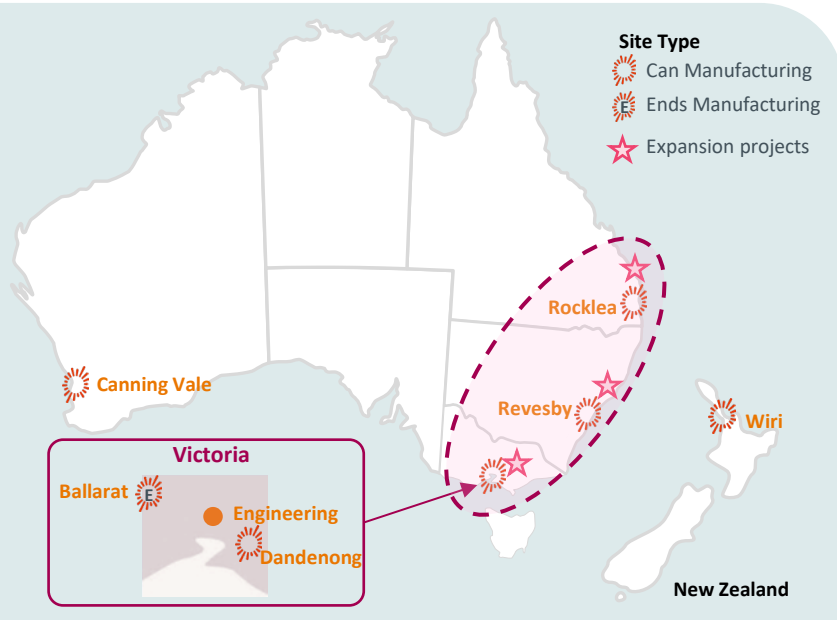 Site Type
Can Manufacturing
E Ends Manufacturing
Expansion projects
Rocklea
Canning Vale
Revesby
Wiri
Victoria
Ballarat E
Engineering
Dandenong
New Zealand